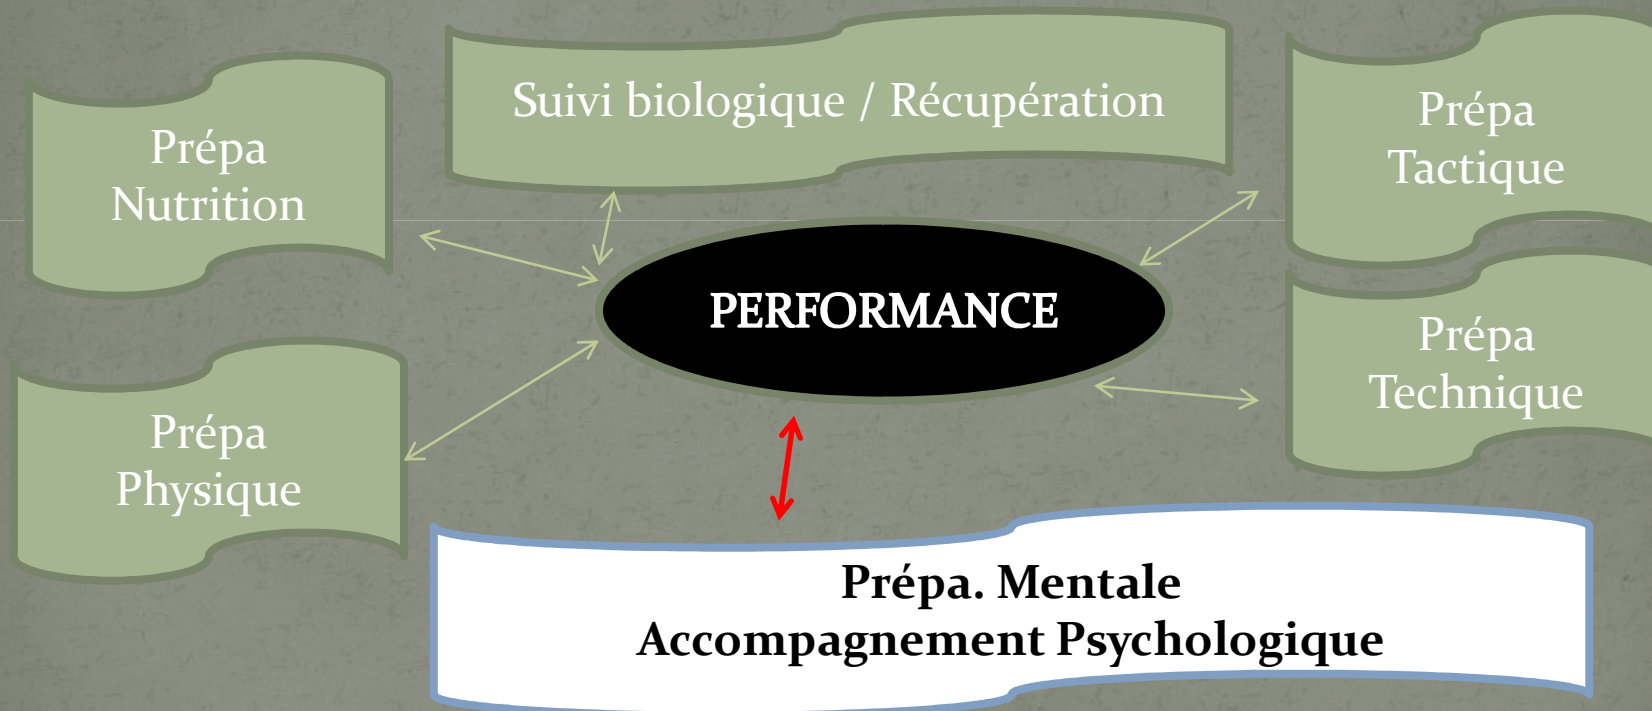 Suivi biologique / Récupération
Prépa
Nutrition
Prépa
Tactique
PERFORMANCE
Prépa
Technique
Prépa
Physique
Prépa. Mentale
Accompagnement Psychologique